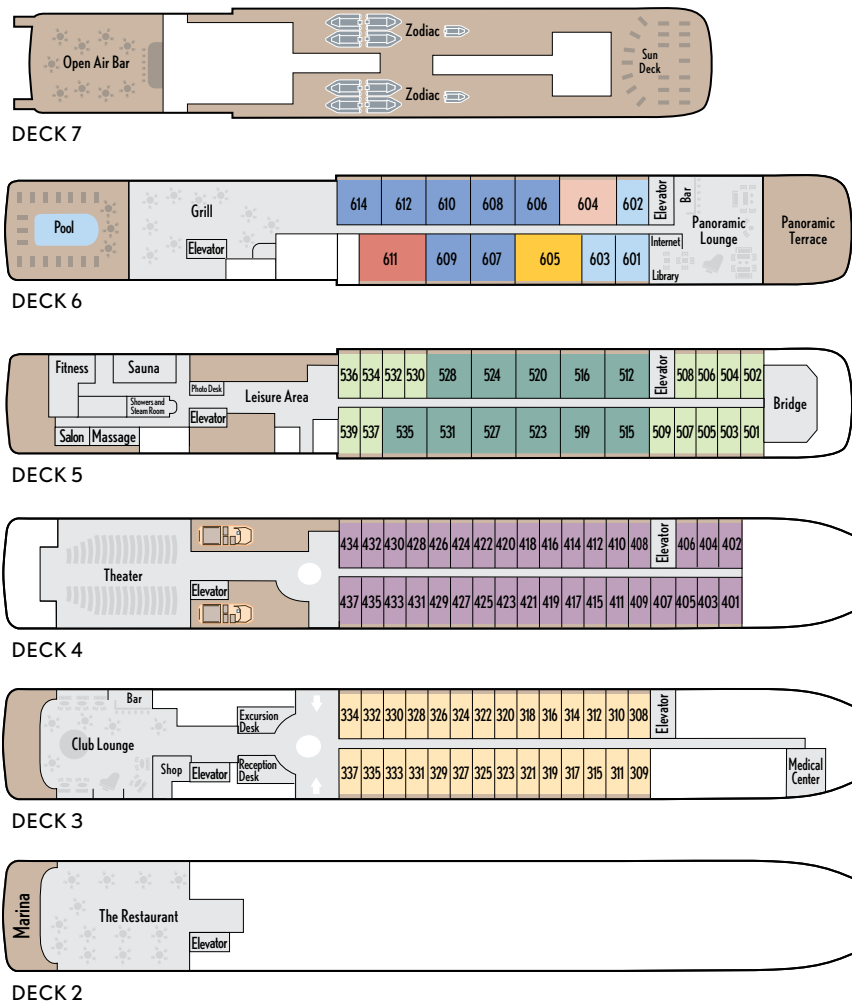 Open Air Bar
Zodiac
Zodiac
Sun
Deck
DECK 7
Pool
Grill
Elevator
614 612 610 608 606 604 602
Elevator
Bar
Panoramic
Lounge
Panoramic
Terrace
611 609 607 605 603 601
Internet
Library
DECK 6
Fitness
Sauna
Showers and
Steam Room
Salon
Massage
Photo Desk
Leisure Area
Elevator
536 534 532 530 528 524 520 516 512
Elevator
508 506 504 502
539 537 535 531 527 523 519 515 509 507 505 503 501
Bridge
DECK 5
Theater
Elevator
434 432 430 428 426 424 422 420 418 416 414 412 410 408
Elevator
406 404 402
437 435 433 431 429 427 425 423 421 419 417 415 411 409 407 405 403 401
DECK 4
Bar
Club Lounge
Shop
Elevator
Excursion
Desk
Reception
Desk
334 332 330 328 326 324 322 320 318 316 314 312 310 308
Elevator
337 335 333 331 329 327 325 323 321 319 317 315 311 309
Medical
Center
DECK 3
Marina
The Restaurant
Elevator
DECK 2